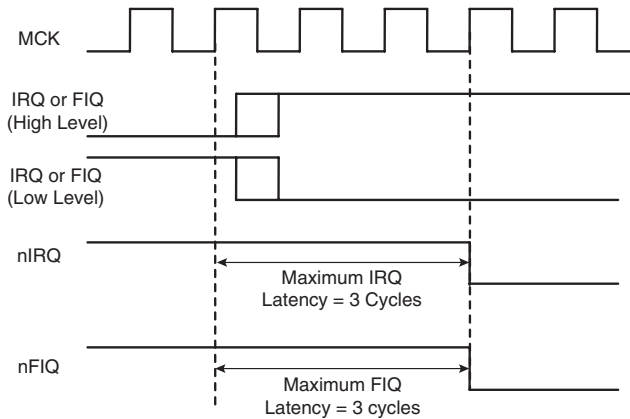 MCK
IRQ or FIQ
(High Level)
IRQ or FIQ
(Low Level)
nIRQ
Maximum IRQ
Latency = 3 Cycles
nFIQ
Maximum FIQ
Latency = 3 cycles